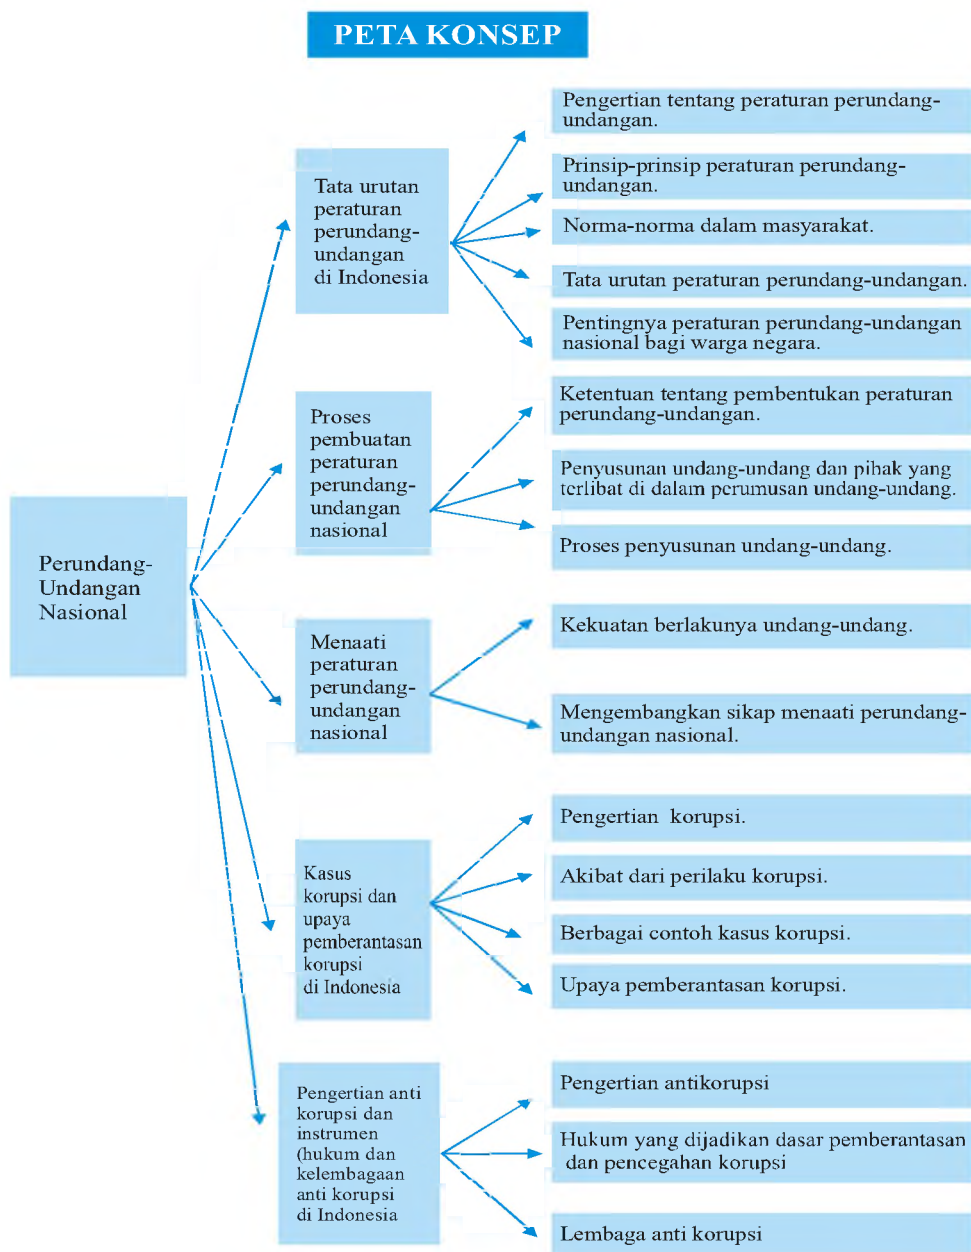 PETA KONSEP
Perundang-
Undangan
Nasional
Tata urutan
peraturan
perundang-
undangan
di Indonesia
Pengertian tentang peraturan perundang-
undangan.
Prinsip-prinsip peraturan perundang-
undangan.
Norma-norma dalam masyarakat.
Tata urutan peraturan perundang-undangan.
Pentingnya peraturan perundang-undangan
nasional bagi warga negara.
Proses
pembuatan
peraturan
perundang-
undangan
nasional
Ketentuan tentang pembentukan peraturan
perundang-undangan.
Penyusunan undang-undang dan pihak yang
terlibat di dalam perumusan undang-undang.
Proses penyusunan undang-undang.
Menaati
peraturan
perundang-
undangan
nasional
Kekuatan berlakunya undang-undang.
Mengembangkan sikap menaati perundang-
undangan nasional.
Kasus
korupsi dan
upaya
pemberantasan
korupsi
di Indonesia
Pengertian korupsi.
Akibat dari perilaku korupsi.
Berbagai contoh kasus korupsi.
Upaya pemberantasan korupsi.
Pengertian anti
korupsi dan
instrumen
(hukum dan
kelembagaan
anti korupsi
di Indonesia
Pengertian antikorupsi
Hukum yang dijadikan dasar pemberantasan
dan pencegahan korupsi
Lembaga anti korupsi